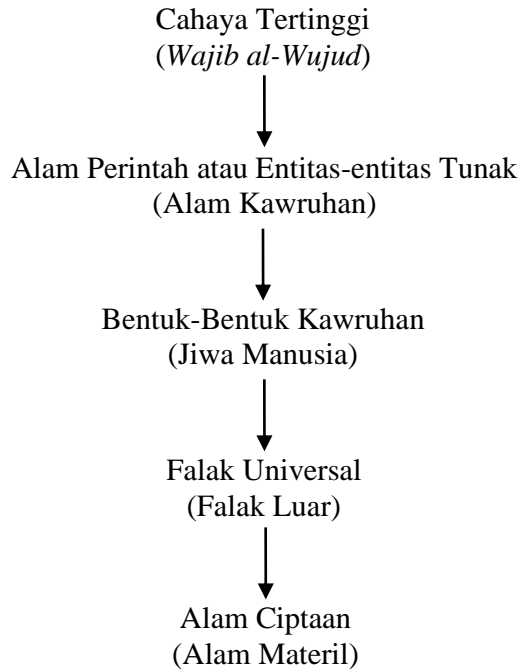 Cahaya Tertinggi
(Wajib al-Wujud)
Alam Perintah atau Entitas-entitas Tunak
(Alam Kawruhan)
Bentuk-Bentuk Kawruhan
(Jiwa Manusia)
Falak Universal
(Falak Luar)
Alam Ciptaan
(Alam Materil)